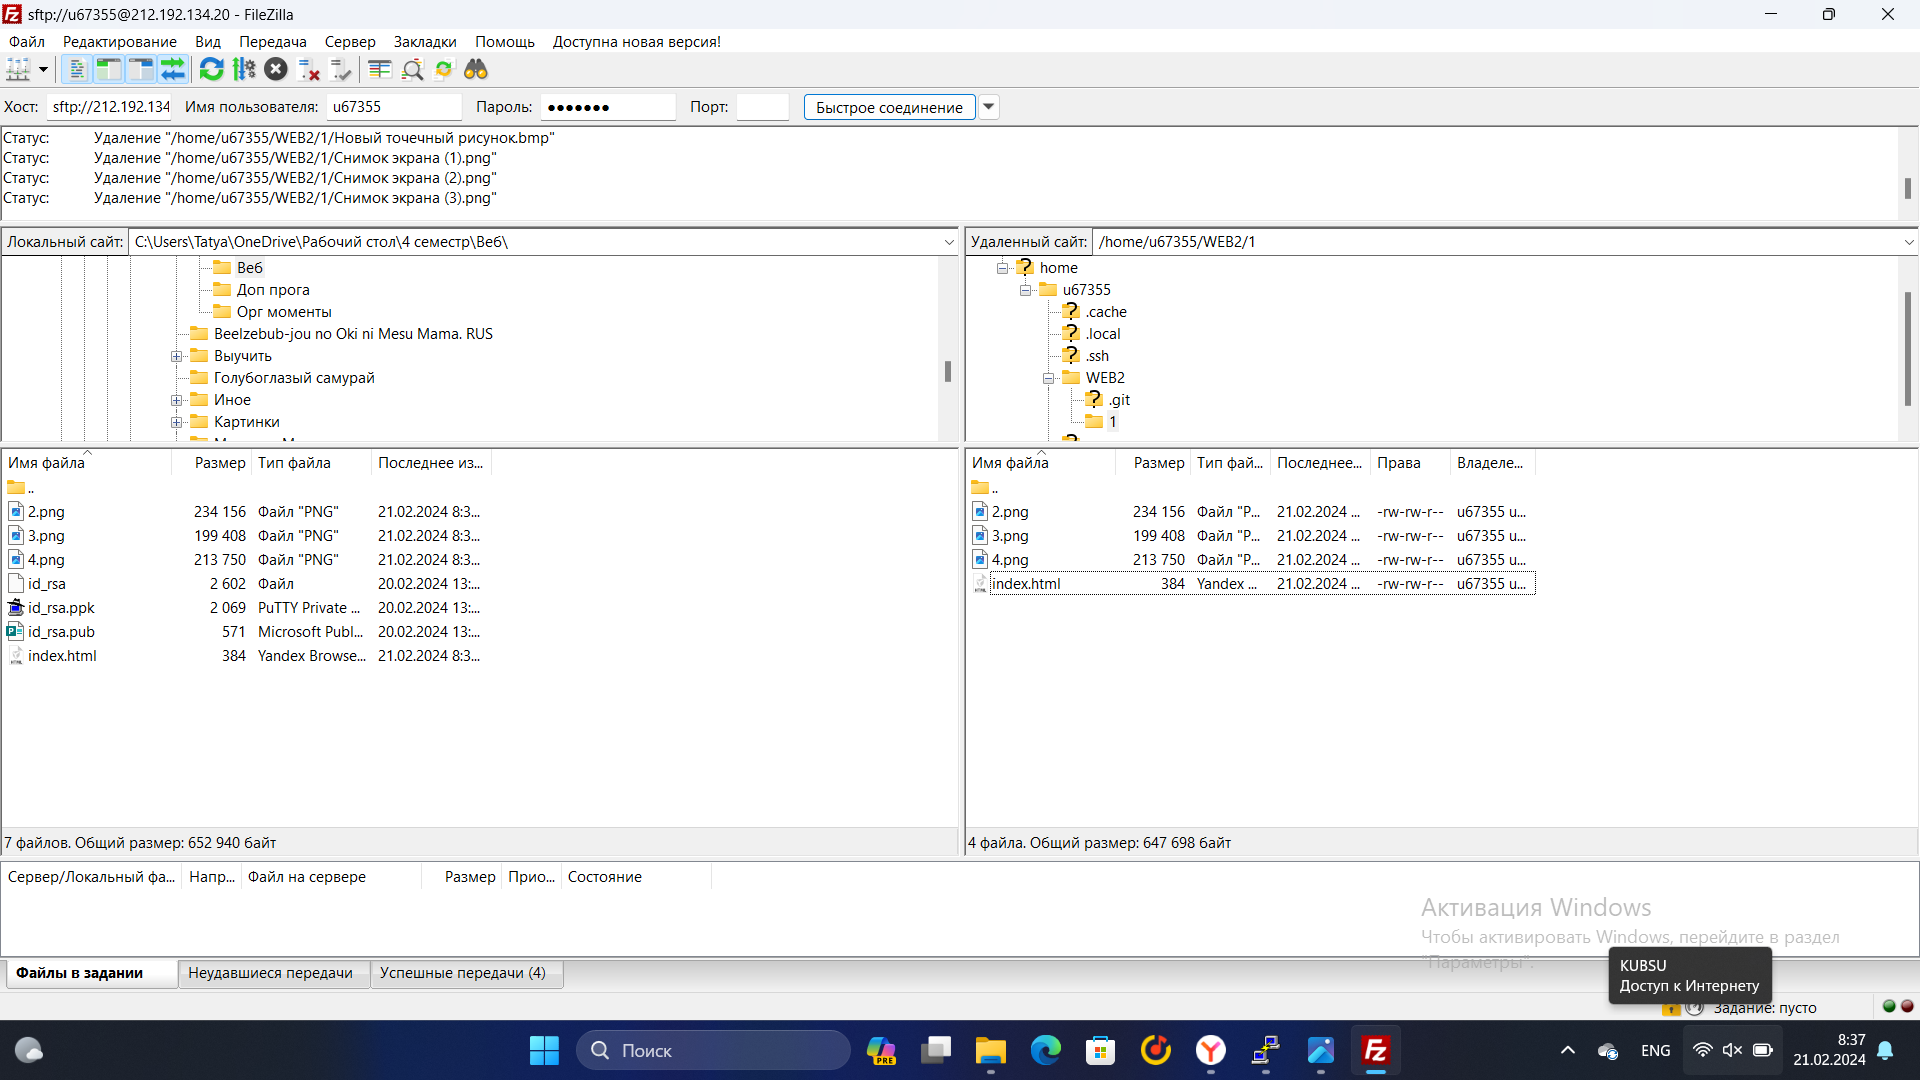 sftp://u67355@212.192.134.20 - FileZilla
Файл Редактирование Вид Передача Сервер Закладки Помощь Доступна новая версия!
Хост: sftp://212.192.134 Имя пользователя: u67355 Пароль: ●●●●●●● Порт: Быстрое соединение
Статус: Удаление "/home/u67355/WEB2/1/Новый точечный рисунок.bmp"
Статус: Удаление "/home/u67355/WEB2/1/Снимок экрана (1).png"
Статус: Удаление "/home/u67355/WEB2/1/Снимок экрана (2).png"
Статус: Удаление "/home/u67355/WEB2/1/Снимок экрана (3).png"
Локальный сайт: C:\Users\Tatya\OneDrive\Рабочий стол\4 семестр\Веб\
Веб
Доп прога
Орг моменты
Beelzebub-jou no Oki ni Mesu Mama. RUS
Выучить
Голубоглазый самурай
Иное
Картинки
Удаленный сайт: /home/u67355/WEB2/1
home
u67355
.cache
.local
.ssh
WEB2
.git
1
Имя файла Размер Тип файла Последнее из...
..
2.png 234 156 Файл "PNG" 21.02.2024 8:3...
3.png 199 408 Файл "PNG" 21.02.2024 8:3...
4.png 213 750 Файл "PNG" 21.02.2024 8:3...
id_rsa 2 602 Файл 20.02.2024 13:...
id_rsa.ppk 2 069 PuTTY Private ... 20.02.2024 13:...
id_rsa.pub 571 Microsoft Publ... 20.02.2024 13:...
index.html 384 Yandex Browse... 21.02.2024 8:3...
7 файлов. Общий размер: 652 940 байт
Имя файла Размер Тип фай... Последнее... Права Владеле...
..
2.png 234 156 Файл "P... 21.02.2024 ... -rw-rw-r-- u67355 u...
3.png 199 408 Файл "P... 21.02.2024 ... -rw-rw-r-- u67355 u...
4.png 213 750 Файл "P... 21.02.2024 ... -rw-rw-r-- u67355 u...
index.html 384 Yandex ... 21.02.2024 ... -rw-rw-r-- u67355 u...
4 файла. Общий размер: 647 698 байт
Сервер/Локальный фа... Напр... Файл на сервере Размер Прио... Состояние
Активация Windows
Чтобы активировать Windows, перейдите в раздел
"Параметры".
Файлы в задании Неудавшиеся передачи Успешные передачи (4)
KUBSU
Доступ к Интернету
Задание: пусто
Поиск
PRE
ENG
8:37
21.02.2024